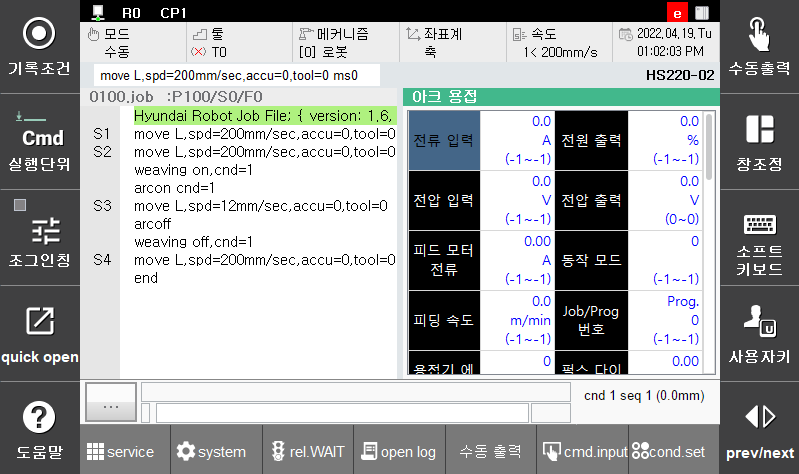 R0 CP1
e
기록조건
모드
수동
툴
(X) T0
메커니즘
[0] 로봇
좌표계
축
속도
1< 200mm/s
2022,04,19,Tu
01:02:03 PM
수동출력
move L,spd=200mm/sec,accu=0,tool=0 ms0
HS220-02
0100.job :P100/S0/F0
Hyundai Robot Job File; { version: 1,6,
S1 move L,spd=200mm/sec,accu=0,tool=0
S2 move L,spd=200mm/sec,accu=0,tool=0
weaving on,cnd=1
arcon cnd=1
S3 move L,spd=12mm/sec,accu=0,tool=0
arcoff
weaving off,cnd=1
S4 move L,spd=200mm/sec,accu=0,tool=0
end
아크 용접
전류 입력
0.0
A
(-1~-1)
전원 출력
0.0
%
(-1~-1)
전압 입력
0.0
V
(-1~-1)
전압 출력
0.0
V
(0~0)
피드 모터
전류
0.00
A
(-1~-1)
동작 모드
0
(-1~-1)
피딩 속도
0.0
m/min
(-1~-1)
Job/Prog
번호
Prog.
0
(-1~-1)
용접기 에
0
펄스 다이
0.00
Cmd
실행단위
조그인칭
quick open
도움말
창조정
소프트
키보드
U
사용자키
prev/next
...
cnd 1 seq 1 (0.0mm)
service
system
rel.WAIT
open log
수동 출력
cmd.input
cond.set